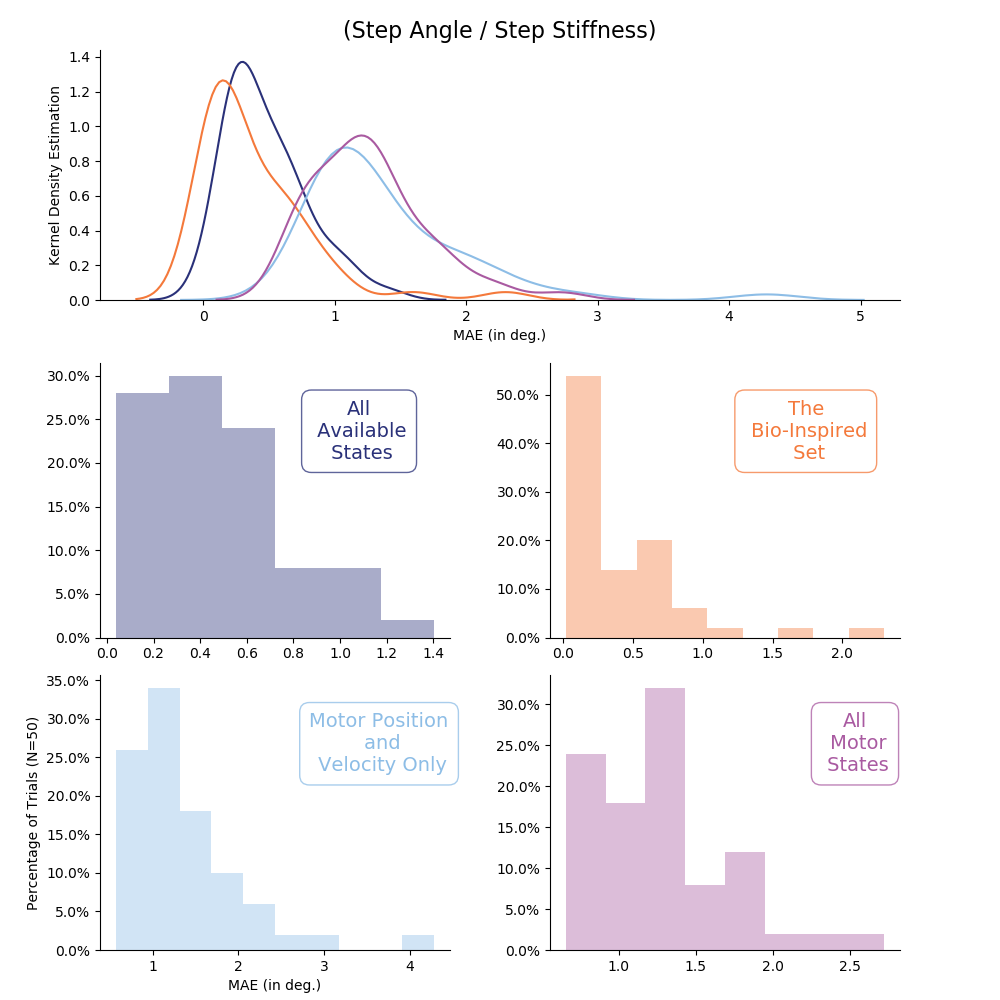 (Step Angle / Step Stiffness)
Kernel Density Estimation
1.4
1.2
1.0
0.8
0.6
0.4
0.2
0.0
0 1 2 3 4 5
MAE (in deg.)
30.0%
25.0%
20.0%
15.0%
10.0%
5.0%
0.0%
0.0 0.2 0.4 0.6 0.8 1.0 1.2 1.4
All
Available
States
50.0%
40.0%
30.0%
20.0%
10.0%
0.0%
0.0 0.5 1.0 1.5 2.0
The
Bio-Inspired
Set
Percentage of Trials (N=50)
35.0%
30.0%
25.0%
20.0%
15.0%
10.0%
5.0%
0.0%
1 2 3 4
MAE (in deg.)
Motor Position
and
Velocity Only
30.0%
25.0%
20.0%
15.0%
10.0%
5.0%
0.0%
1.0 1.5 2.0 2.5
All
Motor
States